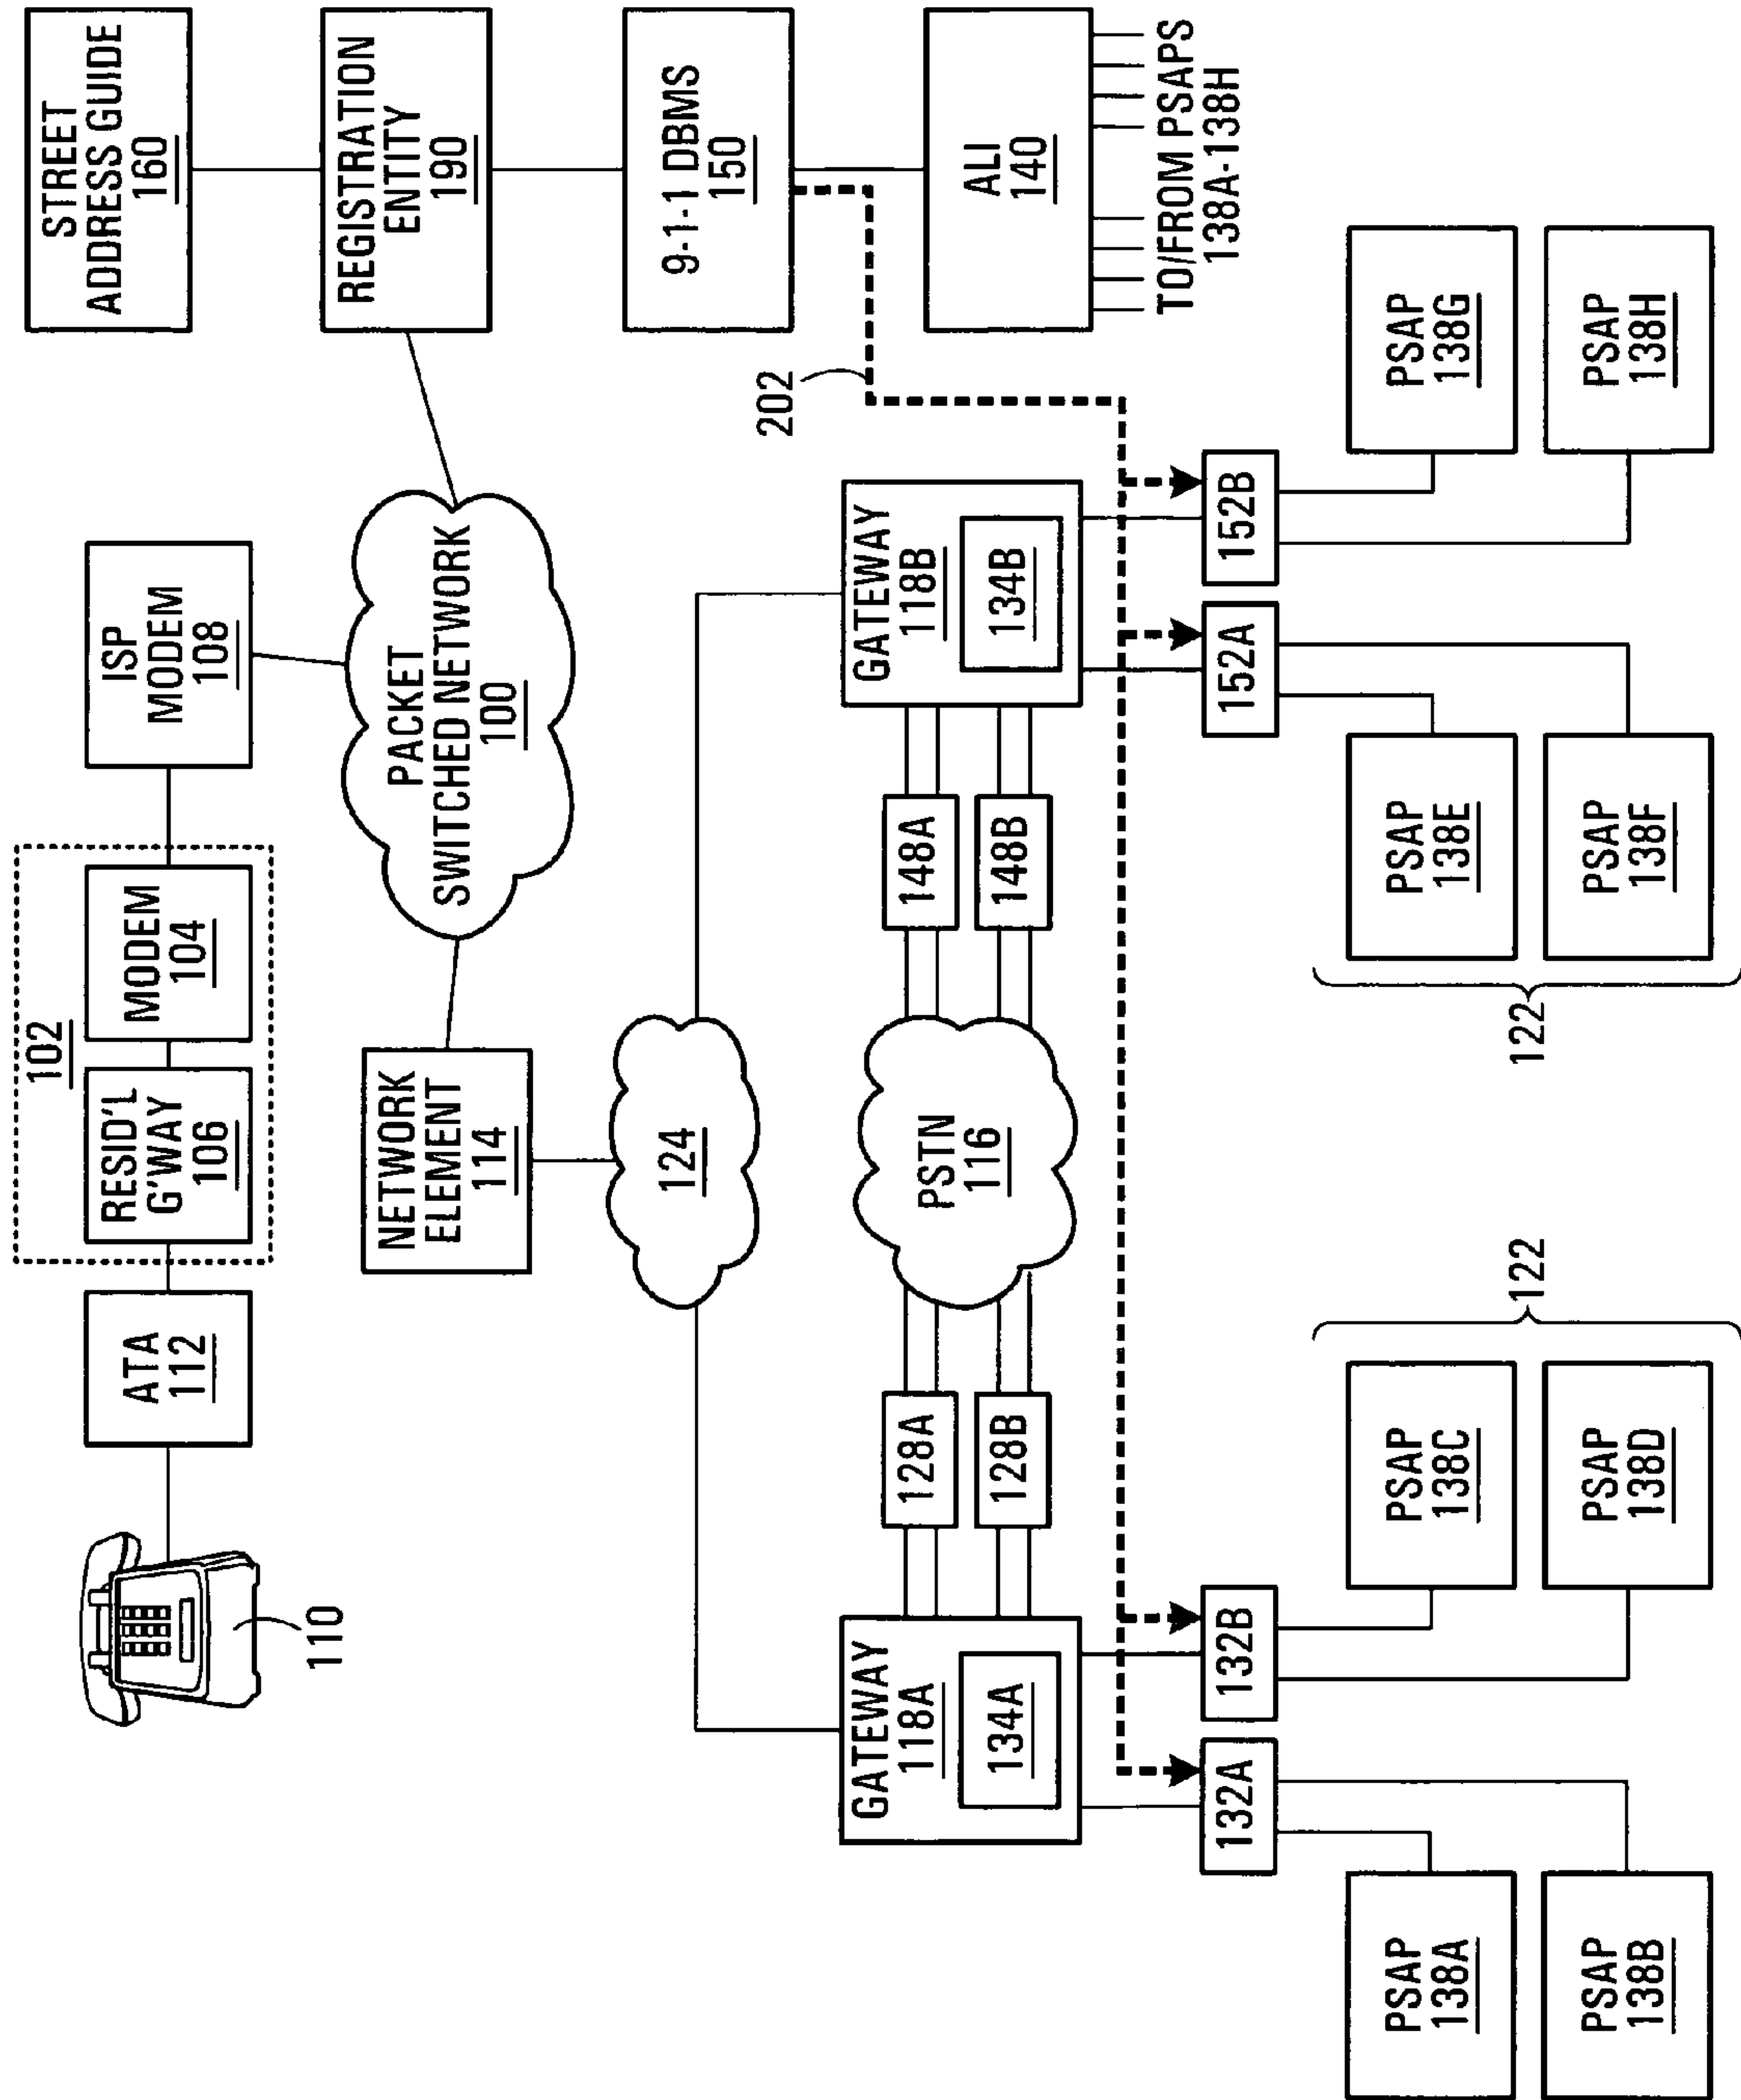 110
ATA
112
102
RESID'L
G'WAY
106
MODEM
104
ISP
MODEM
108
STREET
ADDRESS GUIDE
160
NETWORK
ELEMENT
114
PACKET
SWITCHED NETWORK
100
REGISTRATION
ENTITY
190
124
9-1-1 DBMS
150
202
GATEWAY
118A
134A
128A
128B
PSTN
116
148A
148B
GATEWAY
118B
134B
ALI
140
TO/FROM PSAPS
138A-138H
132A
132B
152A
152B
PSAP
138A
PSAP
138C
122
PSAP
138E
PSAP
138G
PSAP
138B
PSAP
138D
122
PSAP
138F
PSAP
138H